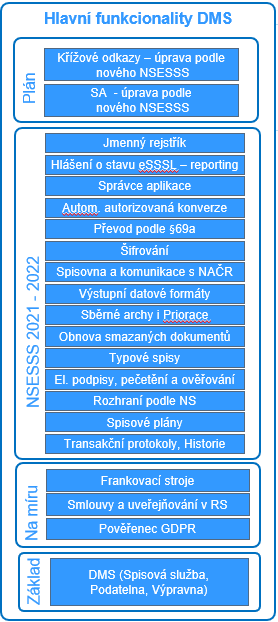 Hlavní funkcionality DMS
Plán
Křížové odkazy – úprava podle
nového NSESSS
SA - úprava podle
nového NSESSS
NSESSS 2021 - 2022
Jmenný rejstřík
Hlášení o stavu eSSSL – reporting
Správce aplikace
Autom. autorizovaná konverze
Převod podle §69a
Šifrování
Spisovna a komunikace s NAČR
Výstupní datové formáty
Sběrné archy i Priorace
Obnova smazaných dokumentů
Typové spisy
El. podpisy, pečetění a ověřování
Rozhraní podle NS
Spisové plány
Transakční protokoly, Historie
Na míru
Frankovací stroje
Smlouvy a uveřejňování v RS
Pověřenec GDPR
Základ
DMS (Spisová služba,
Podatelna, Výpravna)